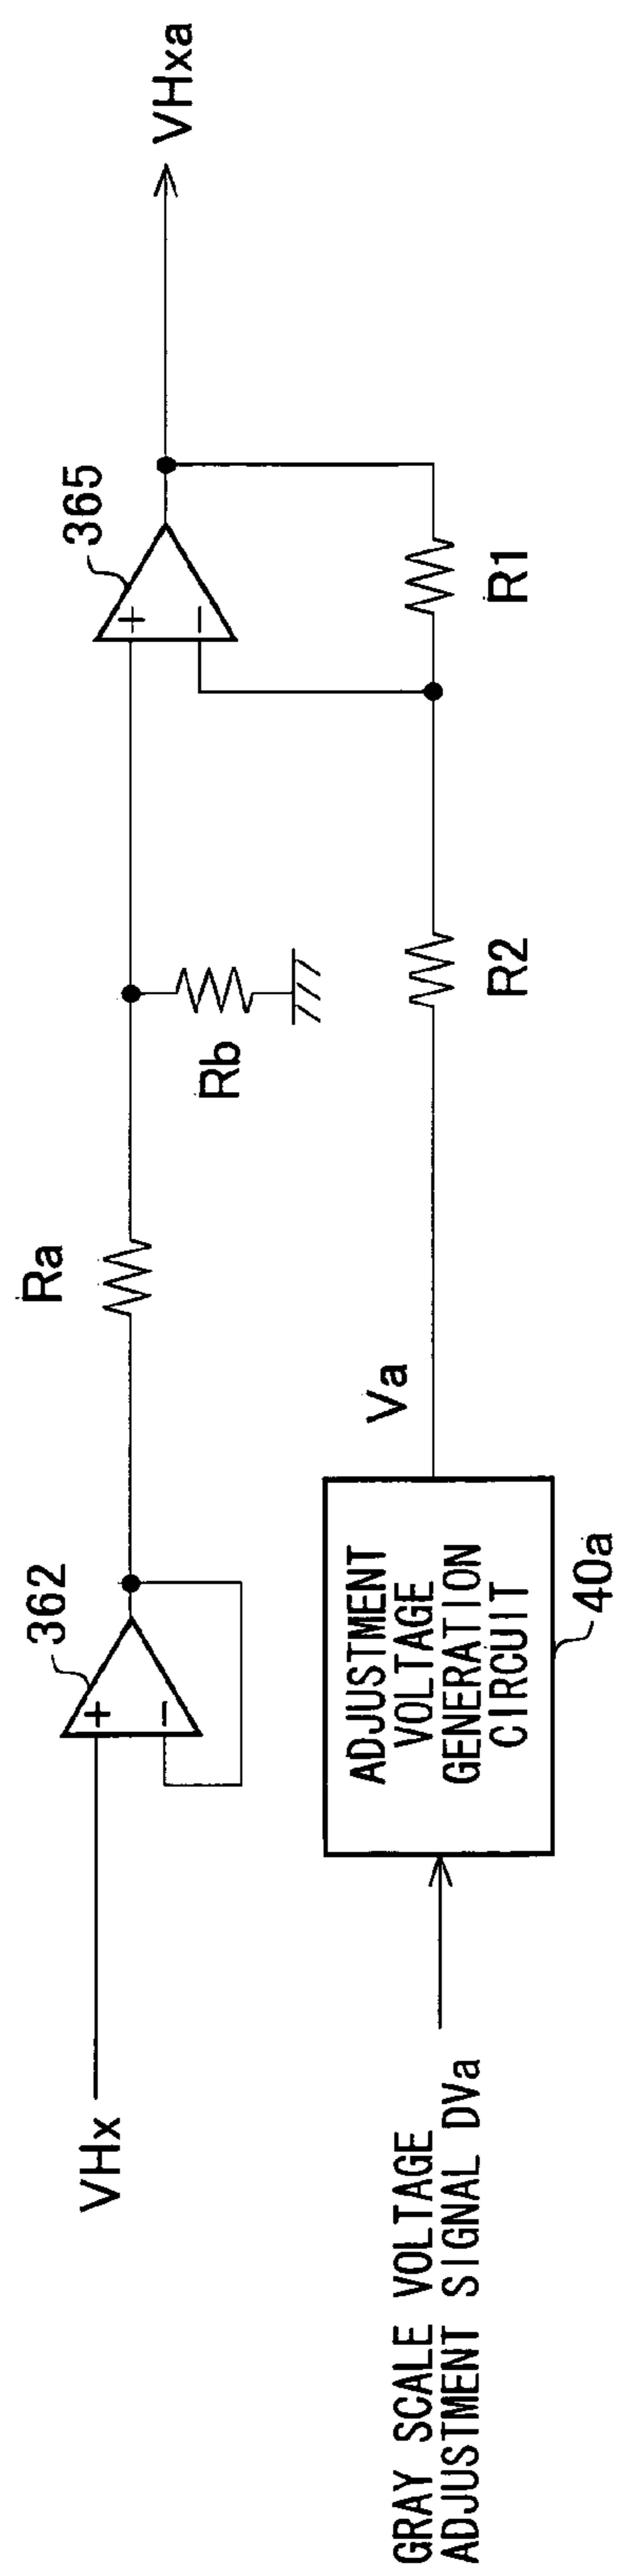 VHx
362
+
−
Ra
Rb
365
+
−
VHxa
GRAY SCALE VOLTAGE
ADJUSTMENT SIGNAL DVa
ADJUSTMENT
VOLTAGE
GENERATION
CIRCUIT
40a
Va
R2
R1